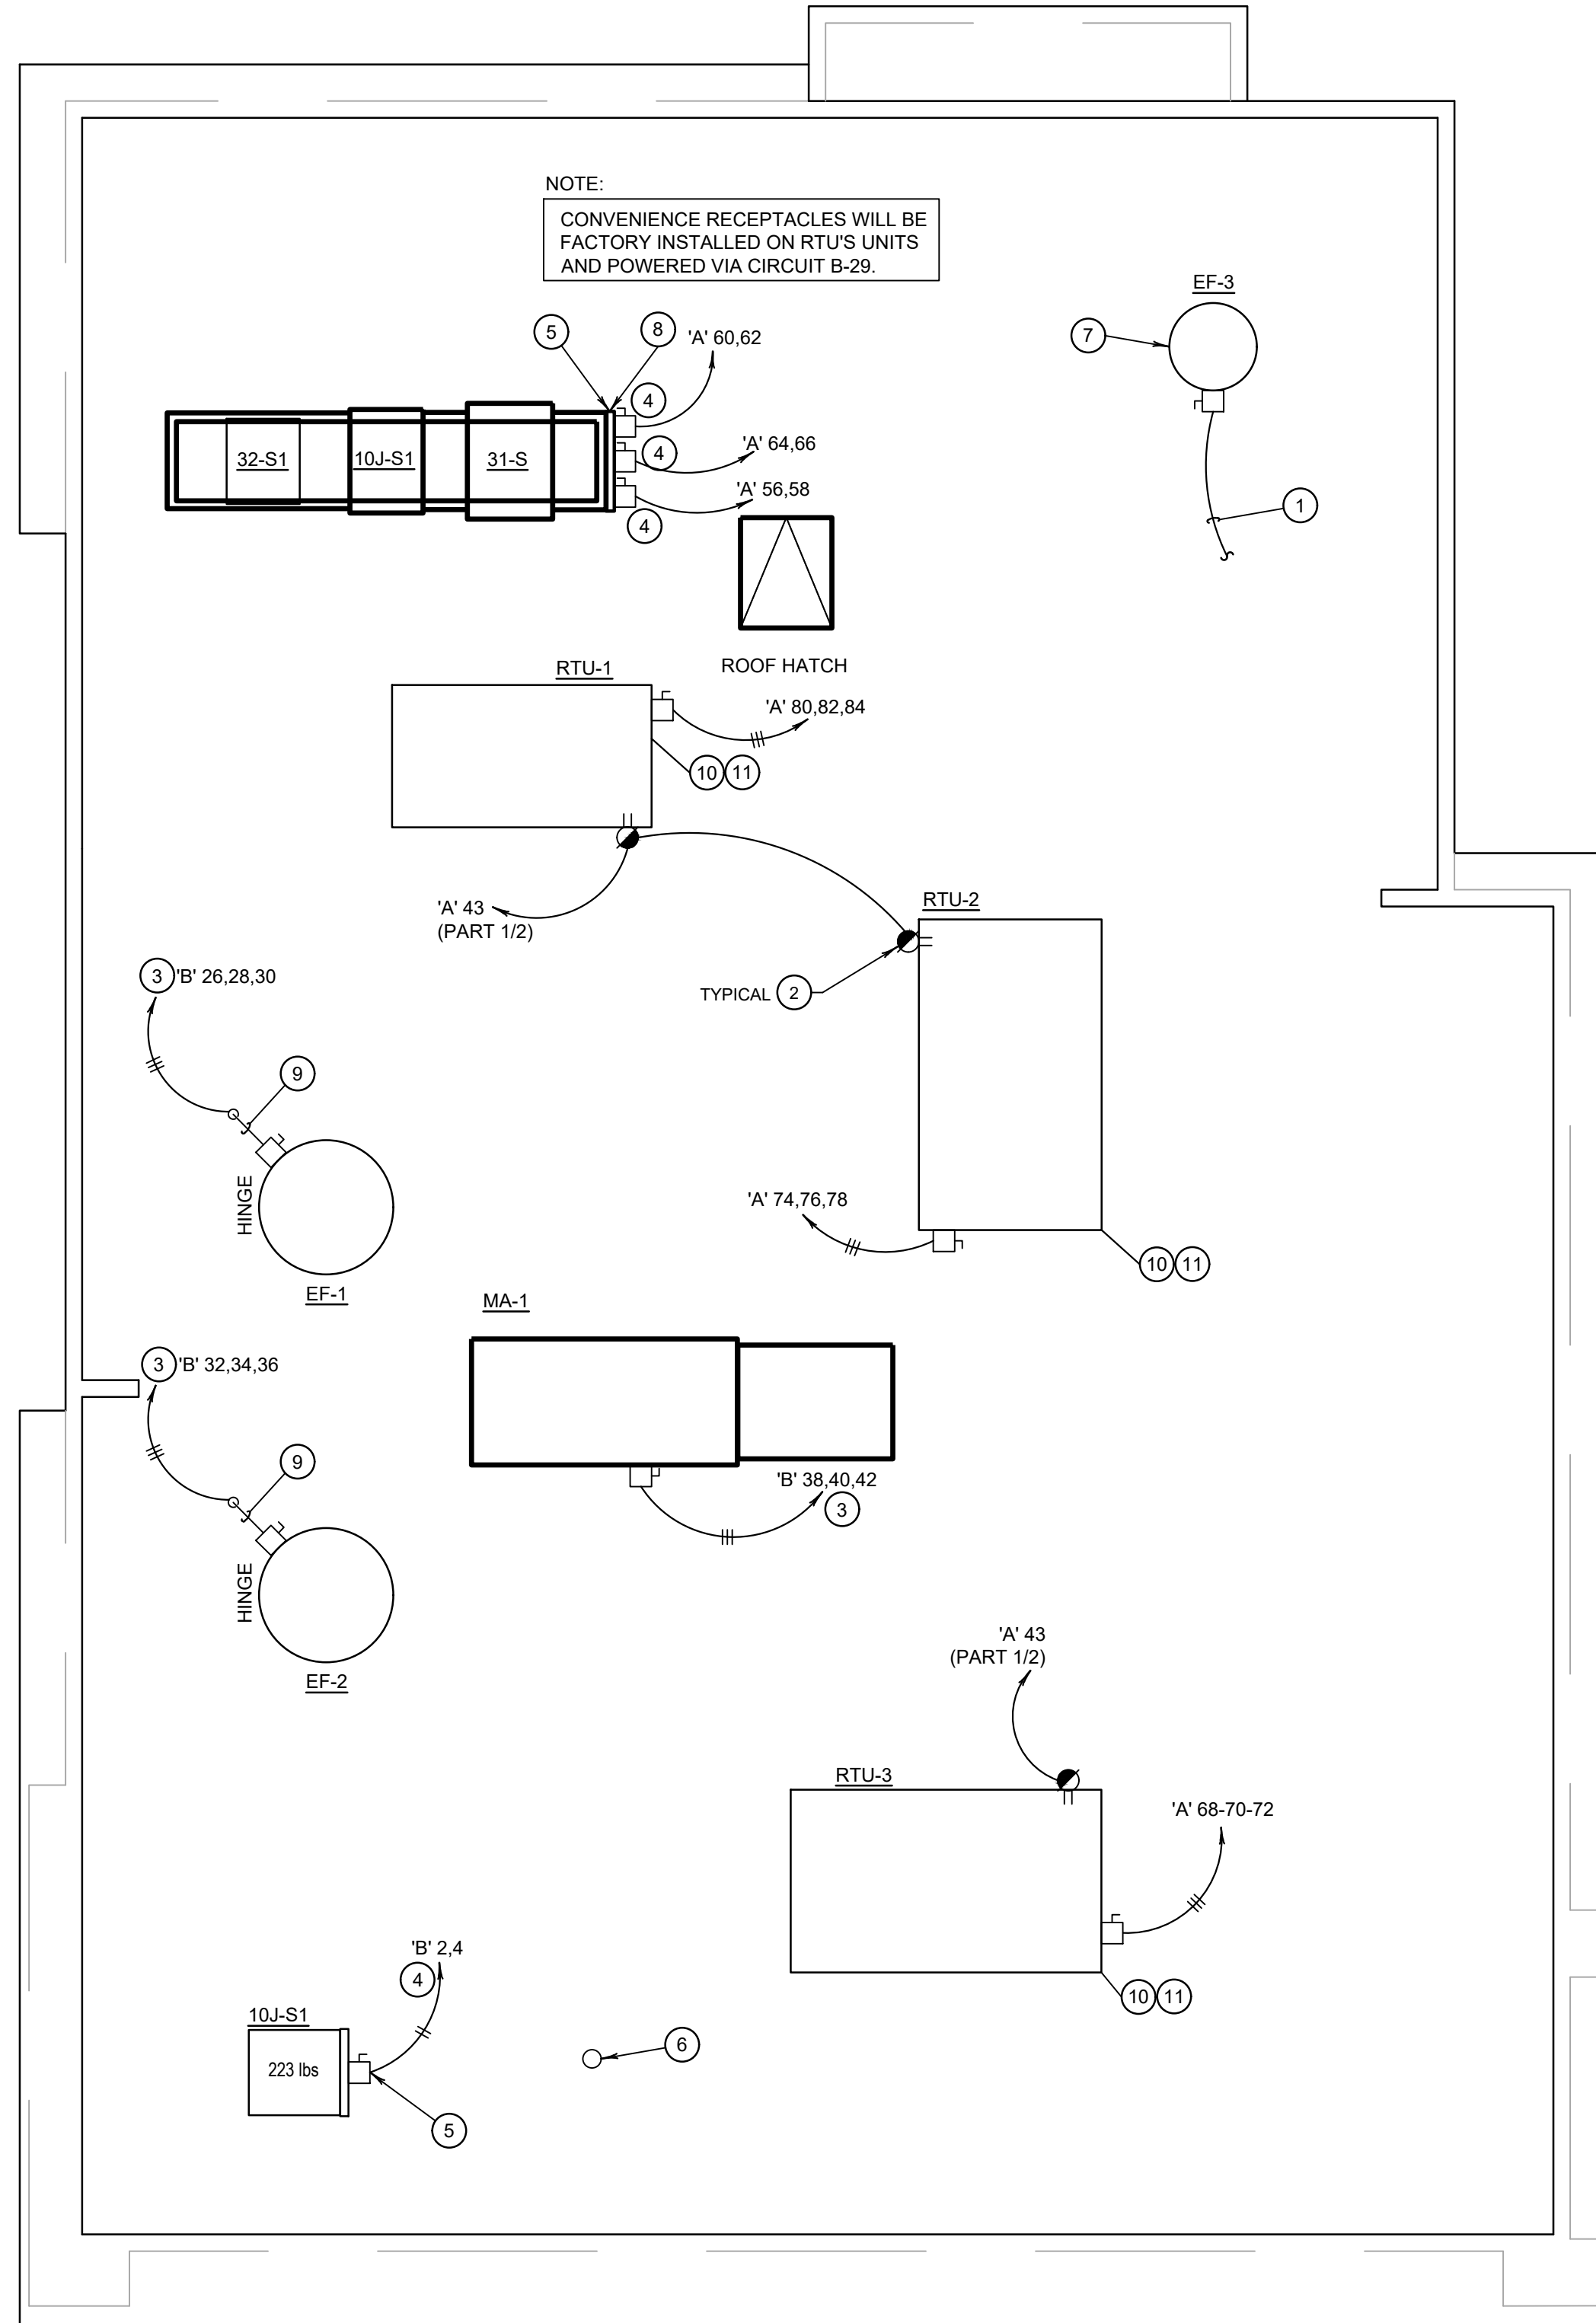 NOTE:
CONVENIENCE RECEPTACLES WILL BE
FACTORY INSTALLED ON RTU'S UNITS
AND POWERED VIA CIRCUIT B-29.
EF-3
7
1
5
8
'A' 60,62
4
'A' 64,66
4
'A' 56,58
4
32-S1
10J-S1
31-S
ROOF HATCH
RTU-1
'A' 80,82,84
10
11
'A' 43
(PART 1/2)
RTU-2
TYPICAL
2
3
'B' 26,28,30
9
HINGE
EF-1
'A' 74,76,78
10
11
MA-1
3
'B' 32,34,36
9
HINGE
EF-2
'B' 38,40,42
3
'A' 43
(PART 1/2)
RTU-3
'A' 68-70-72
10
11
'B' 2,4
4
10J-S1
223 lbs
5
6